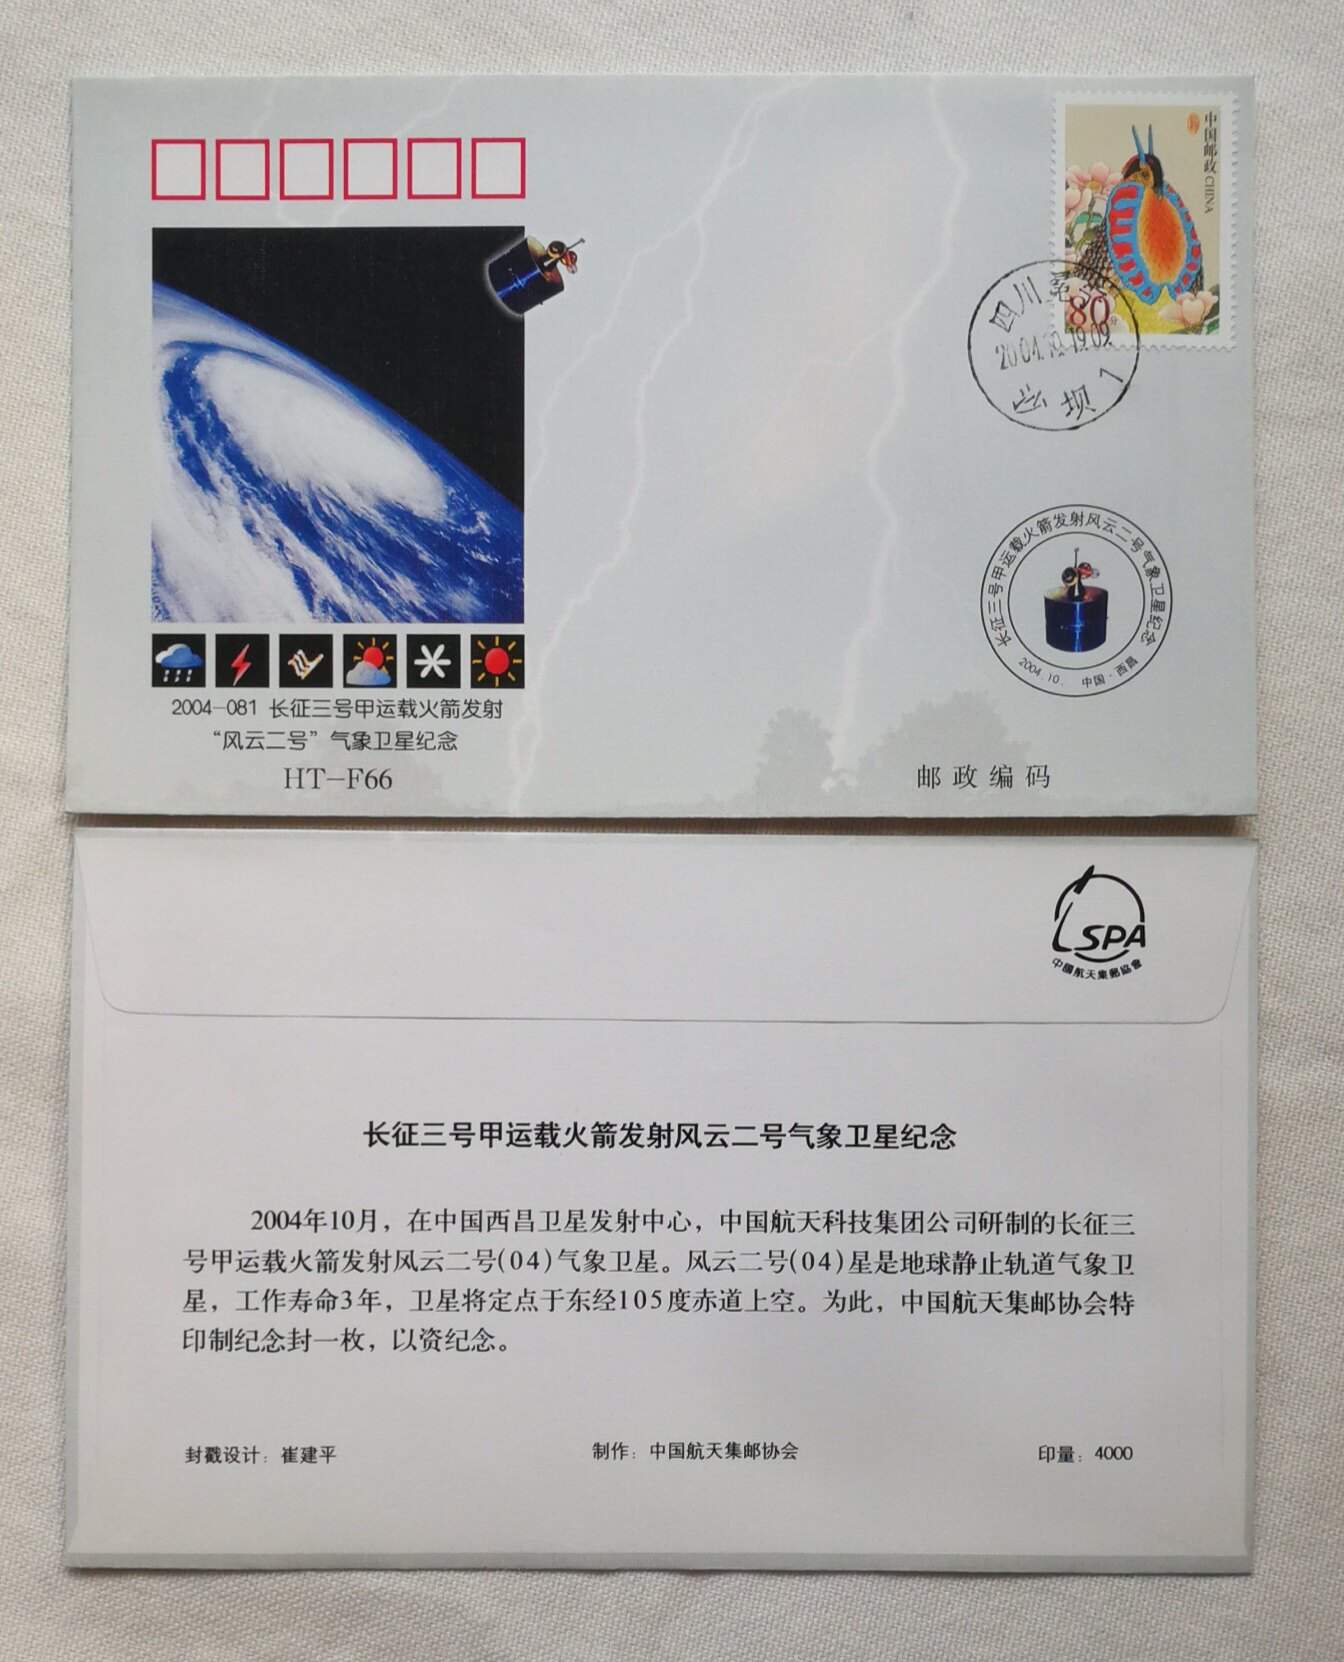 中国邮政 CHINA
80分
四川冕宁
2004.10.19.09
沙坝 1
长征三号甲运载火箭发射风云二号气象卫星纪念
2004.10. 中国·西昌
2004-081 长征三号甲运载火箭发射
“风云二号”气象卫星纪念
HT-F66
邮政编码
SPA
中國航天集郵協會
长征三号甲运载火箭发射风云二号气象卫星纪念
2004年10月，在中国西昌卫星发射中心，中国航天科技集团公司研制的长征三
号甲运载火箭发射风云二号(04)气象卫星。风云二号(04)星是地球静止轨道气象卫
星，工作寿命3年，卫星将定点于东经105度赤道上空。为此，中国航天集邮协会特
印制纪念封一枚，以资纪念。
封戳设计：崔建平
制作：中国航天集邮协会
印量：4000